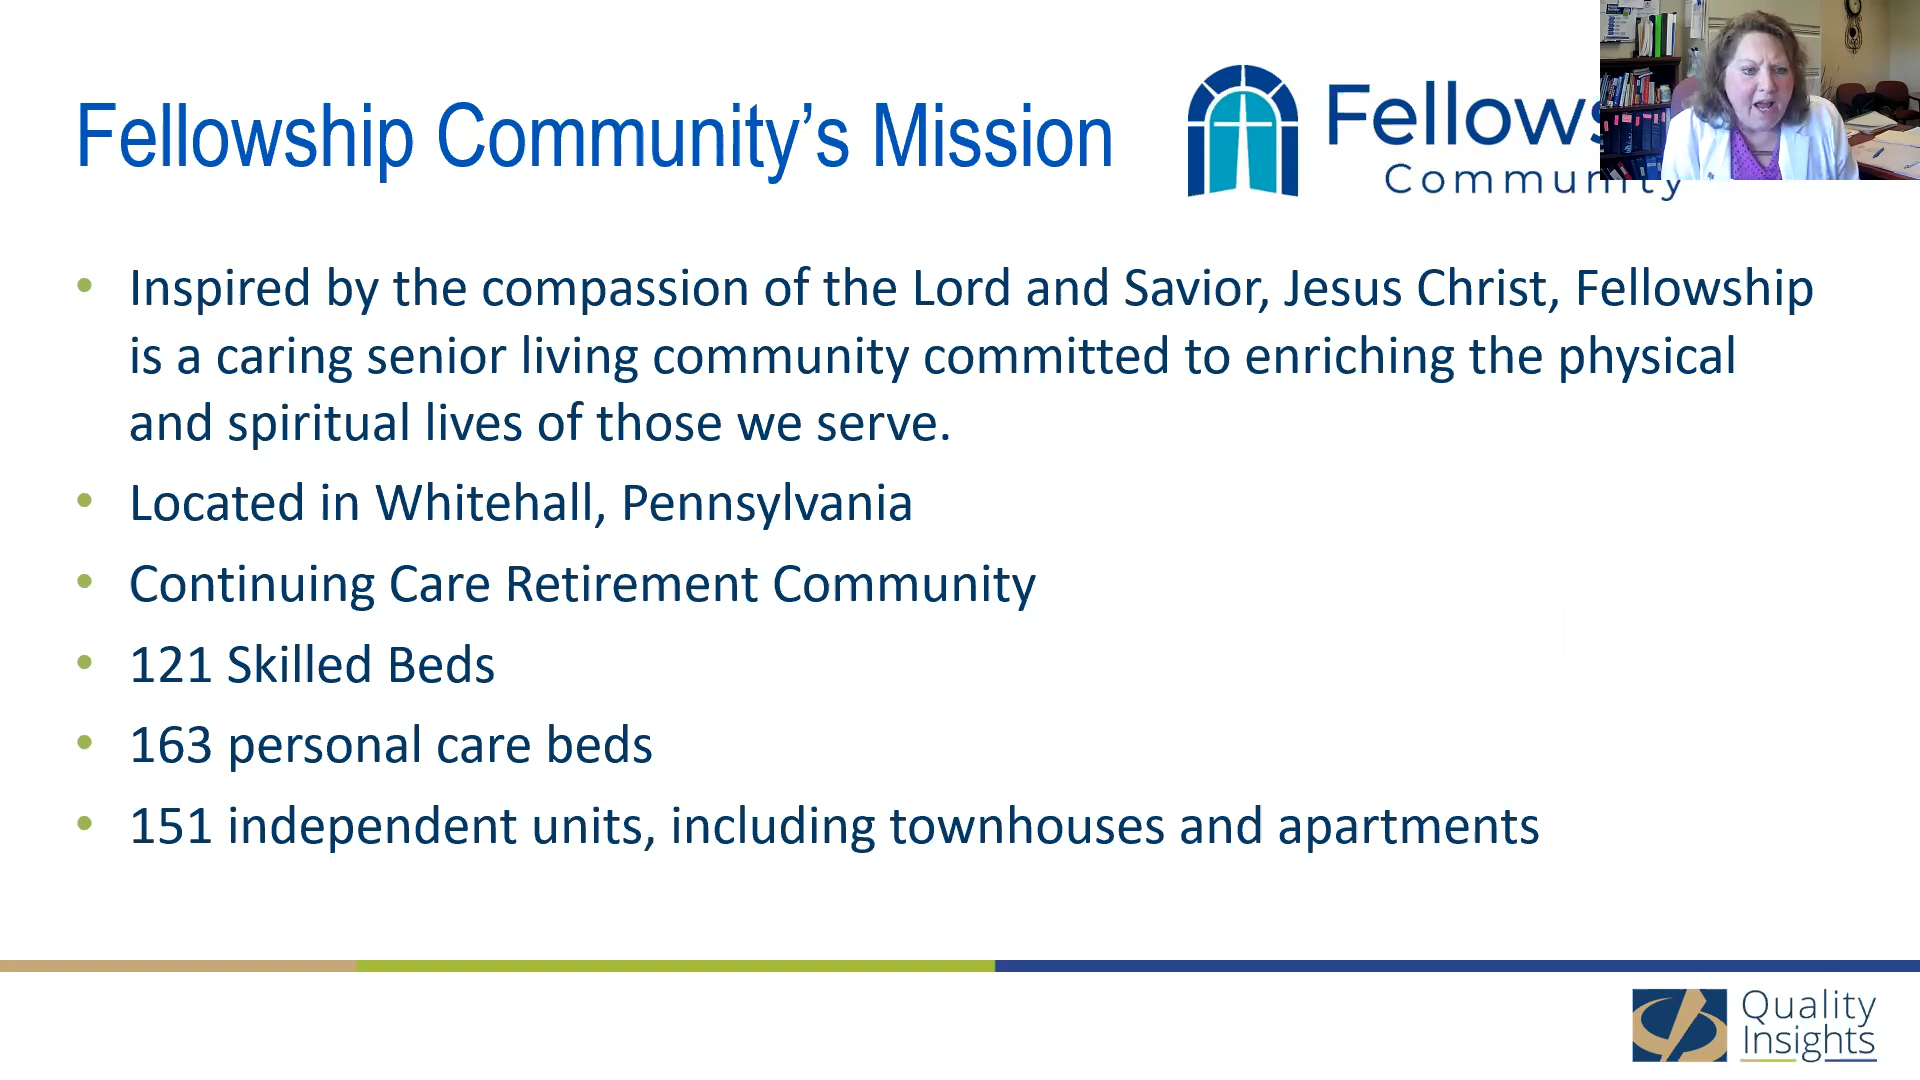 Fellowship Community’s Mission
Community
• Inspired by the compassion of the Lord and Savior, Jesus Christ, Fellowship
is a caring senior living community committed to enriching the physical
and spiritual lives of those we serve.
• Located in Whitehall, Pennsylvania
• Continuing Care Retirement Community
• 121 Skilled Beds
• 163 personal care beds
• 151 independent units, including townhouses and apartments
Quality
Insights